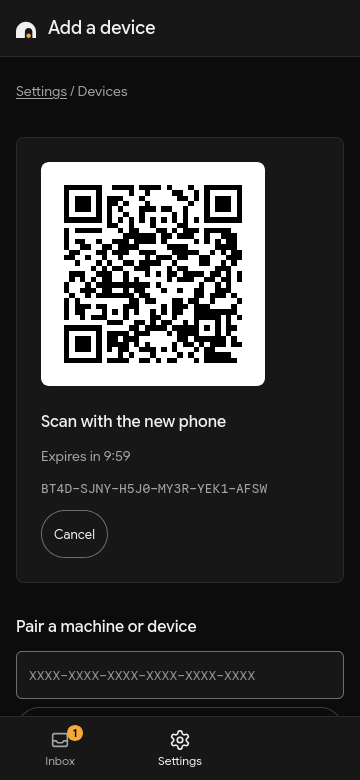 Add a device
Settings / Devices
Scan with the new phone
Expires in 9:59
BT4D-SJNY-H5J0-MY3R-YEK1-AFSW
Cancel
Pair a machine or device
XXXX-XXXX-XXXX-XXXX-XXXX-XXXX
1
Inbox
Settings